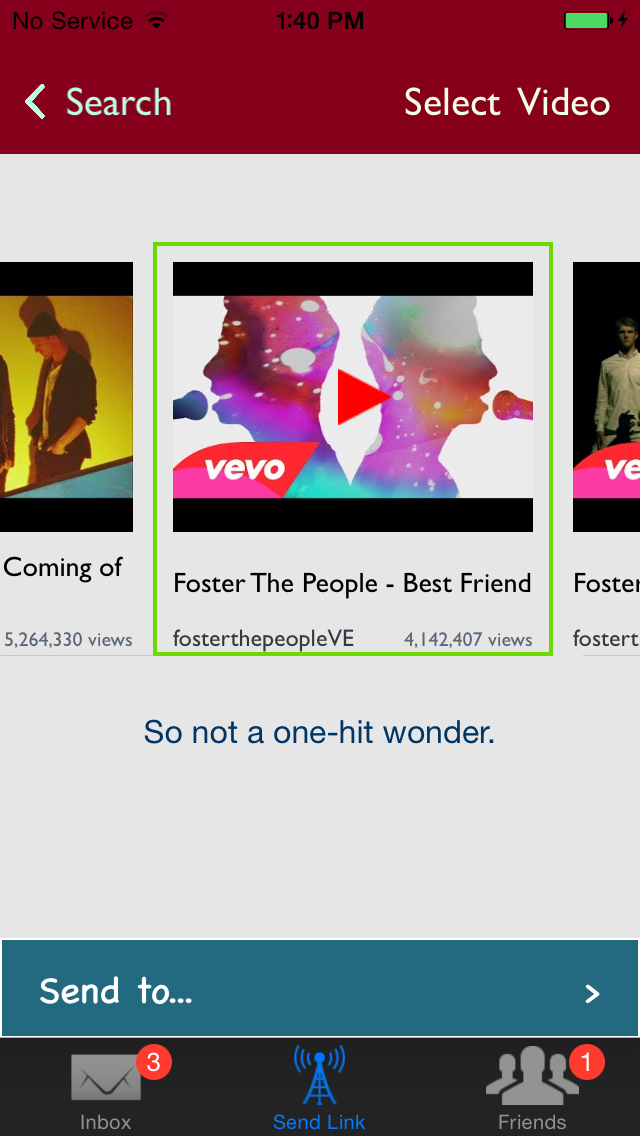 No Service 1:40 PM
Search Select Video
vevo
ve
Coming of
Foster The People - Best Friend
Foster
5,264,330 views
fosterthepeopleVE 4,142,407 views
fostert
So not a one-hit wonder.
Send to... >
3
1
Inbox Send Link Friends